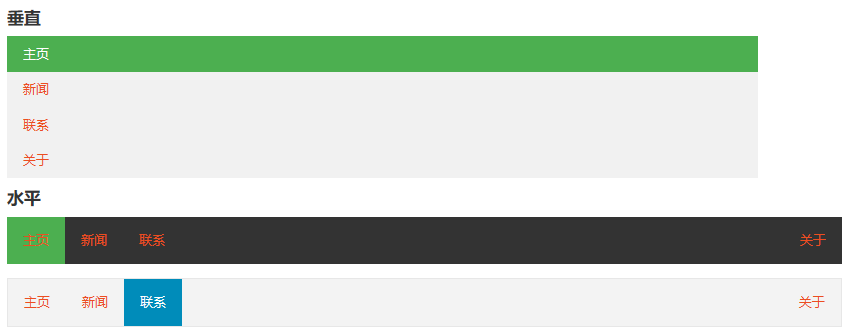 垂直
主页
新闻
联系
关于
水平
主页 新闻 联系 关于
主页 新闻 联系 关于